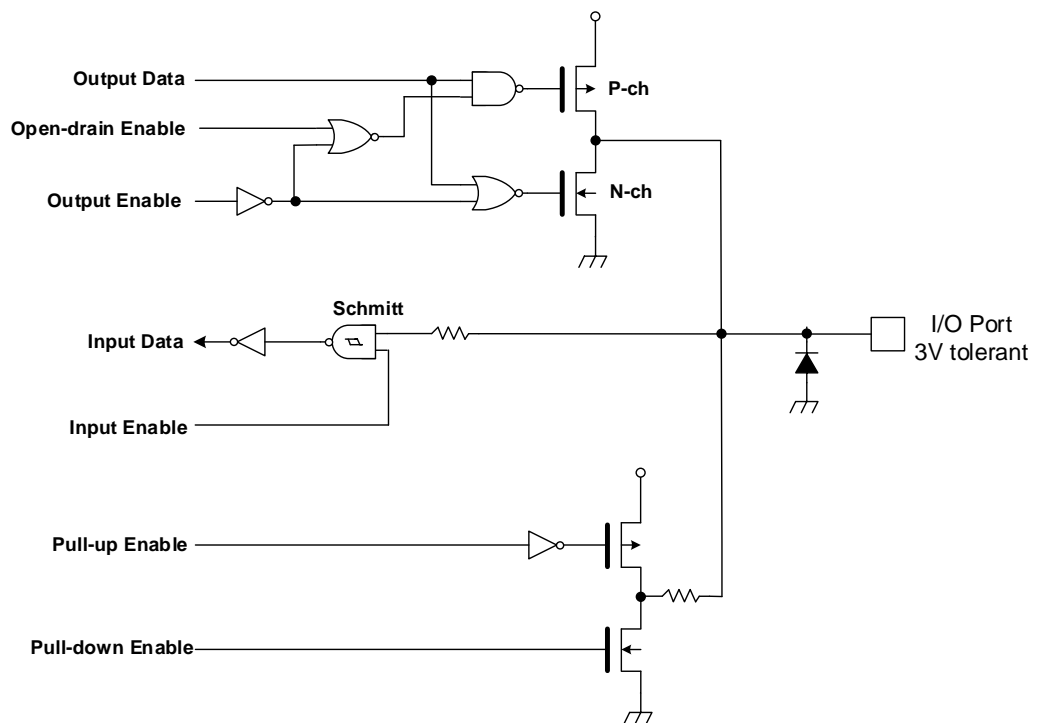 Output Data
P-ch
Open-drain Enable
Output Enable
N-ch
Schmitt
Input Data
I/O Port
3V tolerant
Input Enable
Pull-up Enable
Pull-down Enable